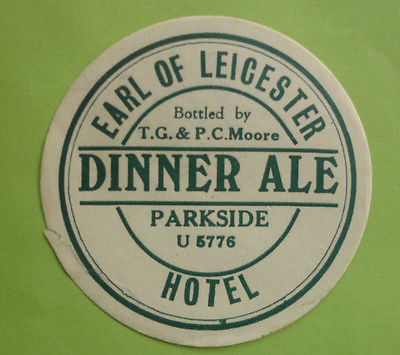 EARL OF LEICESTER
Bottled by
T.G. & P.C. Moore
DINNER ALE
PARKSIDE
U 5776
HOTEL